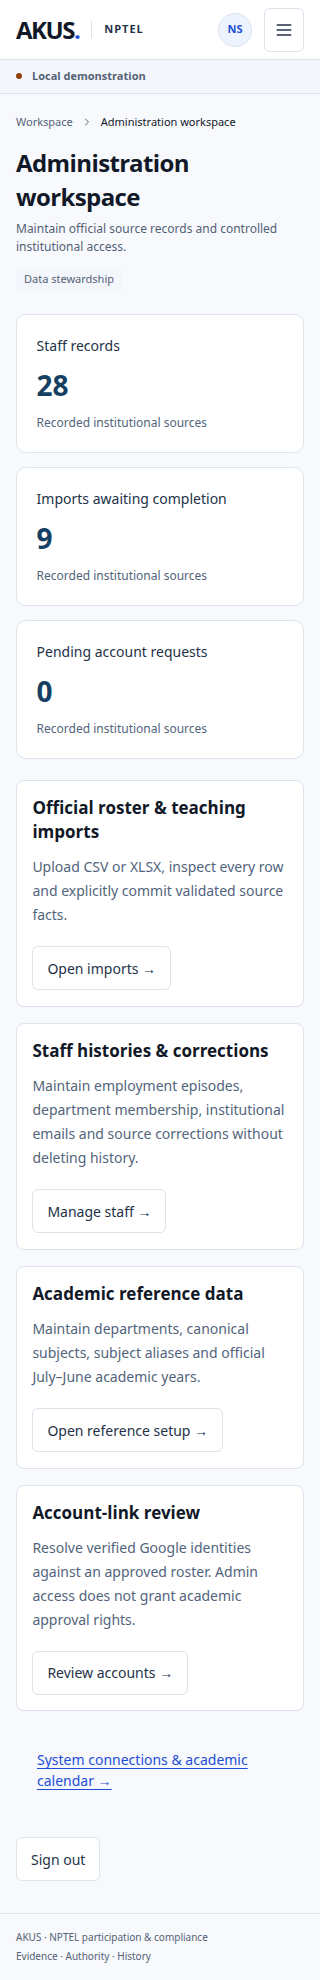 AKUS. NPTEL NS
Local demonstration
Workspace > Administration workspace
Administration
workspace
Maintain official source records and controlled
institutional access.
Data stewardship
Staff records
28
Recorded institutional sources
Imports awaiting completion
9
Recorded institutional sources
Pending account requests
0
Recorded institutional sources
Official roster & teaching
imports
Upload CSV or XLSX, inspect every row
and explicitly commit validated source
facts.
Open imports →
Staff histories & corrections
Maintain employment episodes,
department membership, institutional
emails and source corrections without
deleting history.
Manage staff →
Academic reference data
Maintain departments, canonical
subjects, subject aliases and official
July–June academic years.
Open reference setup →
Account-link review
Resolve verified Google identities
against an approved roster. Admin
access does not grant academic
approval rights.
Review accounts →
System connections & academic
calendar →
Sign out
AKUS · NPTEL participation & compliance
Evidence · Authority · History